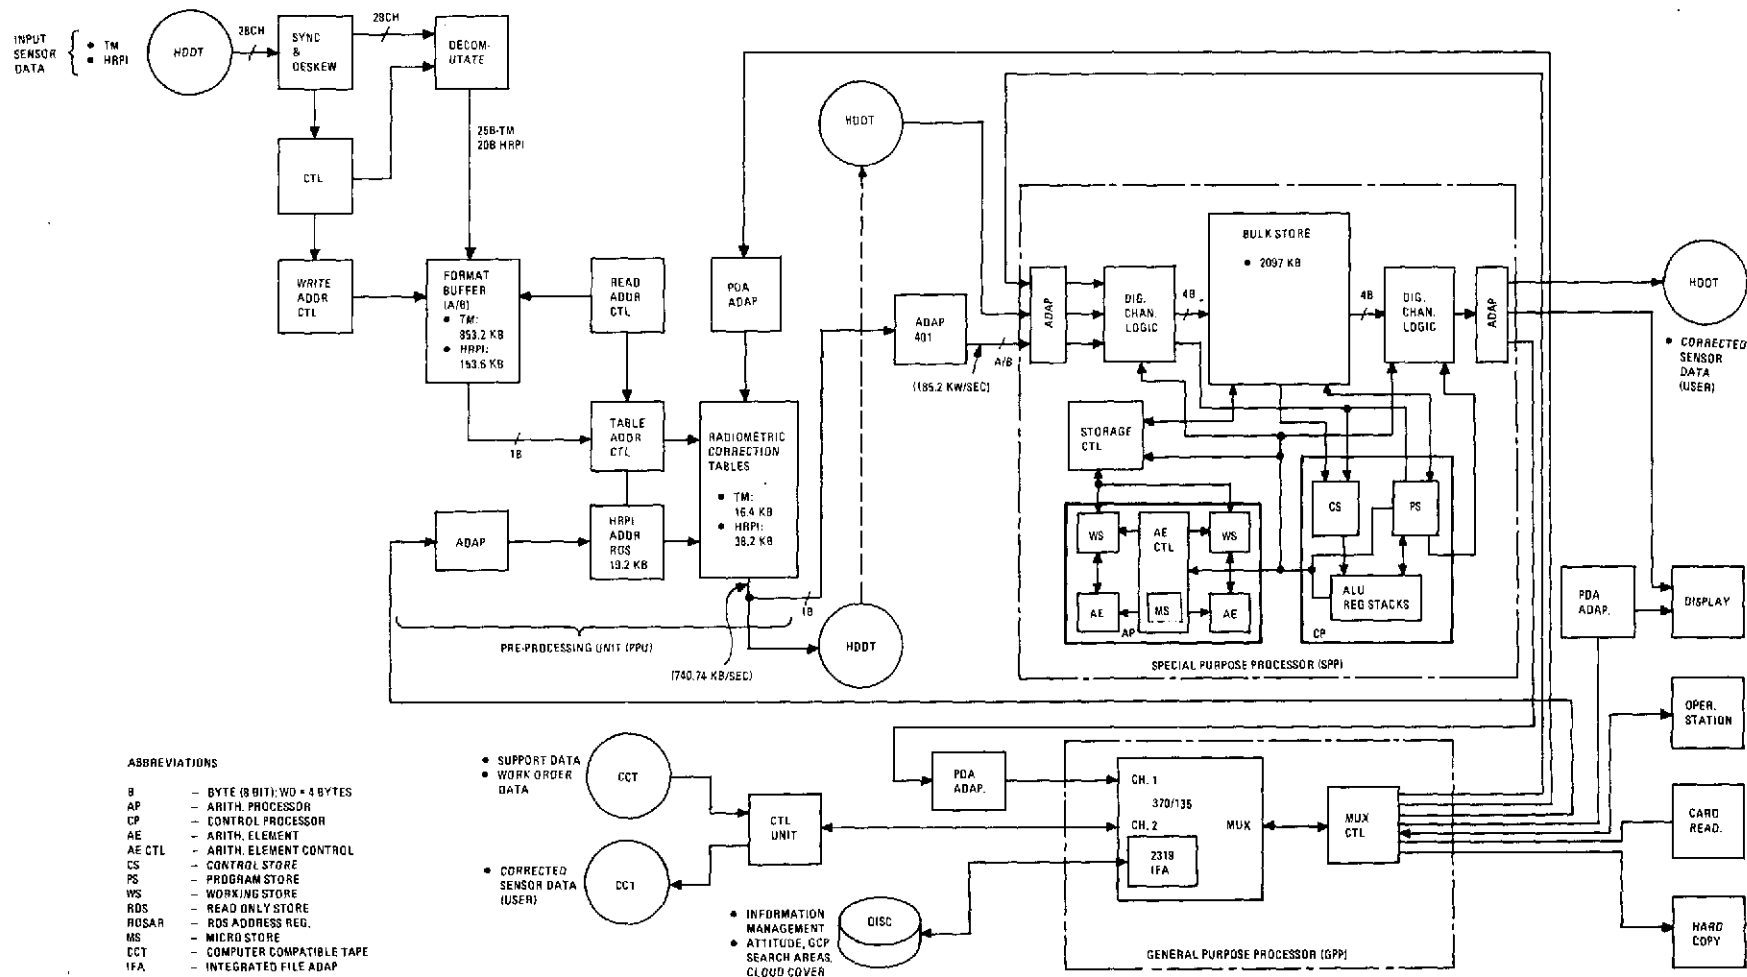 INPUT
SENSOR
DATA
• TM
• HRPI
HDDT
28CH
SYNC
&
DESKEW
28CH
DECOM-
UTATE
CTL
25B-TM
20B HRPI
WRITE
ADDR
CTL
FORMAT
BUFFER
(A/B)
• TM:
853.2 KB
• HRPI:
153.6 KB
READ
ADDR
CTL
PDA
ADAP
1B
TABLE
ADDR
CTL
RADIOMETRIC
CORRECTION
TABLES
• TM:
16.4 KB
• HRPI:
38.2 KB
ADAP
HRPI
ADDR
ROS
19.2 KB
1B
PRE-PROCESSING UNIT (PPU)
(740.74 KB/SEC)
HDDT
HDDT
ADAP
401
(185.2 KW/SEC)
A/B
ADAP
DIG.
CHAN.
LOGIC
4B
BULK STORE
• 2097 KB
4B
DIG.
CHAN.
LOGIC
ADAP
HDDT
• CORRECTED
SENSOR
DATA
(USER)
STORAGE
CTL
WS
AE
CTL
WS
AE
MS
AE
AP
CS
PS
ALU
REG STACKS
CP
SPECIAL PURPOSE PROCESSOR (SPP)
PDA
ADAP.
DISPLAY
OPER.
STATION
CARD
READ.
HARD
COPY
• SUPPORT DATA
• WORK ORDER
DATA
CCT
• CORRECTED
SENSOR DATA
(USER)
CCT
CTL
UNIT
PDA
ADAP.
CH. 1
370/135
CH. 2
MUX
2319
IFA
MUX
CTL
GENERAL PURPOSE PROCESSOR (GPP)
• INFORMATION
MANAGEMENT
• ATTITUDE, GCP
SEARCH AREAS,
CLOUD COVER
DISC
ABBREVIATIONS
B – BYTE (8 BIT); WD = 4 BYTES
AP – ARITH. PROCESSOR
CP – CONTROL PROCESSOR
AE – ARITH. ELEMENT
AE CTL – ARITH. ELEMENT CONTROL
CS – CONTROL STORE
PS – PROGRAM STORE
WS – WORKING STORE
ROS – READ ONLY STORE
ROSAR – ROS ADDRESS REG.
MS – MICRO STORE
CCT – COMPUTER COMPATIBLE TAPE
IFA – INTEGRATED FILE ADAP